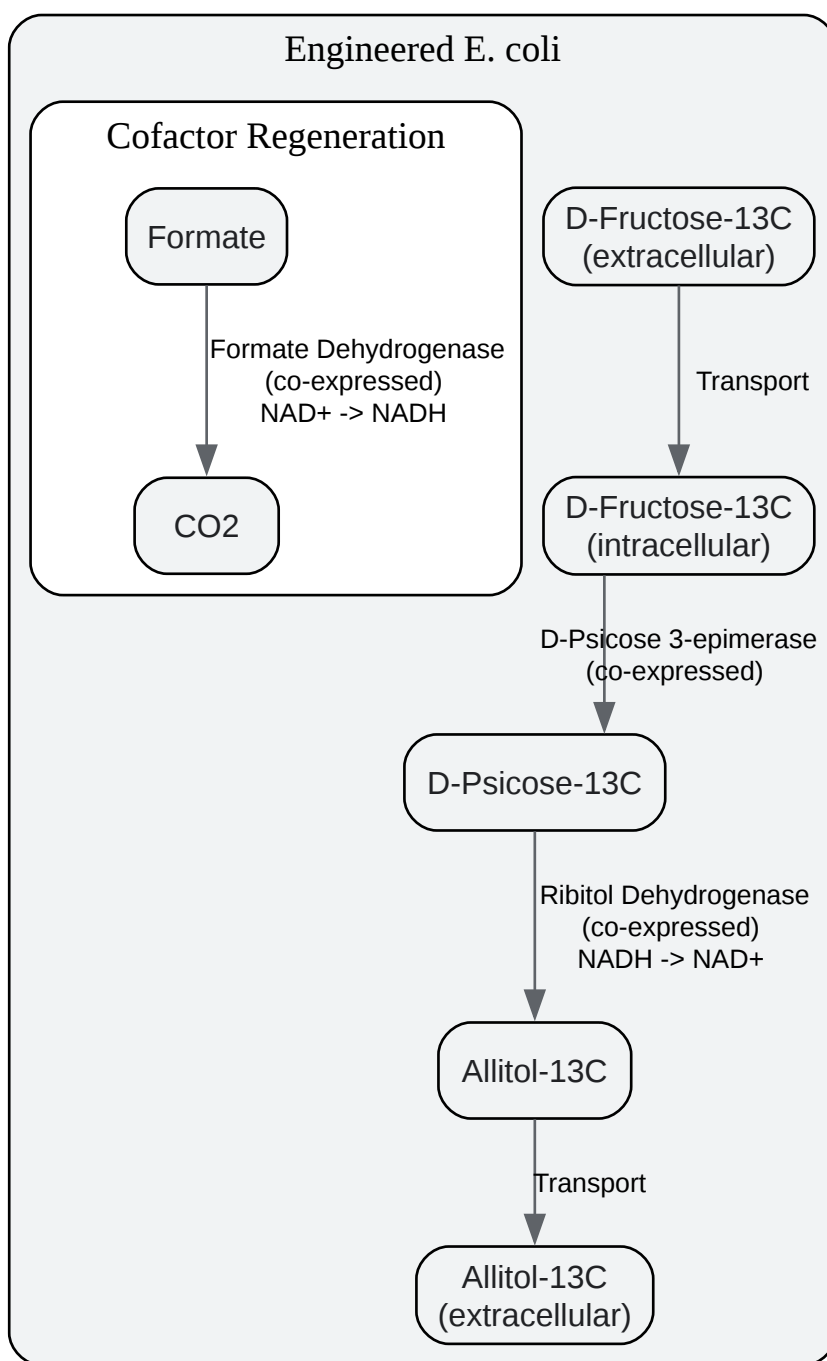 Engineered E. coli
Cofactor Regeneration
Formate
Formate Dehydrogenase
(co-expressed)
NAD+ -> NADH
CO2
D-Fructose-13C
(extracellular)
Transport
D-Fructose-13C
(intracellular)
D-Psicose 3-epimerase
(co-expressed)
D-Psicose-13C
Ribitol Dehydrogenase
(co-expressed)
NADH -> NAD+
Allitol-13C
Transport
Allitol-13C
(extracellular)